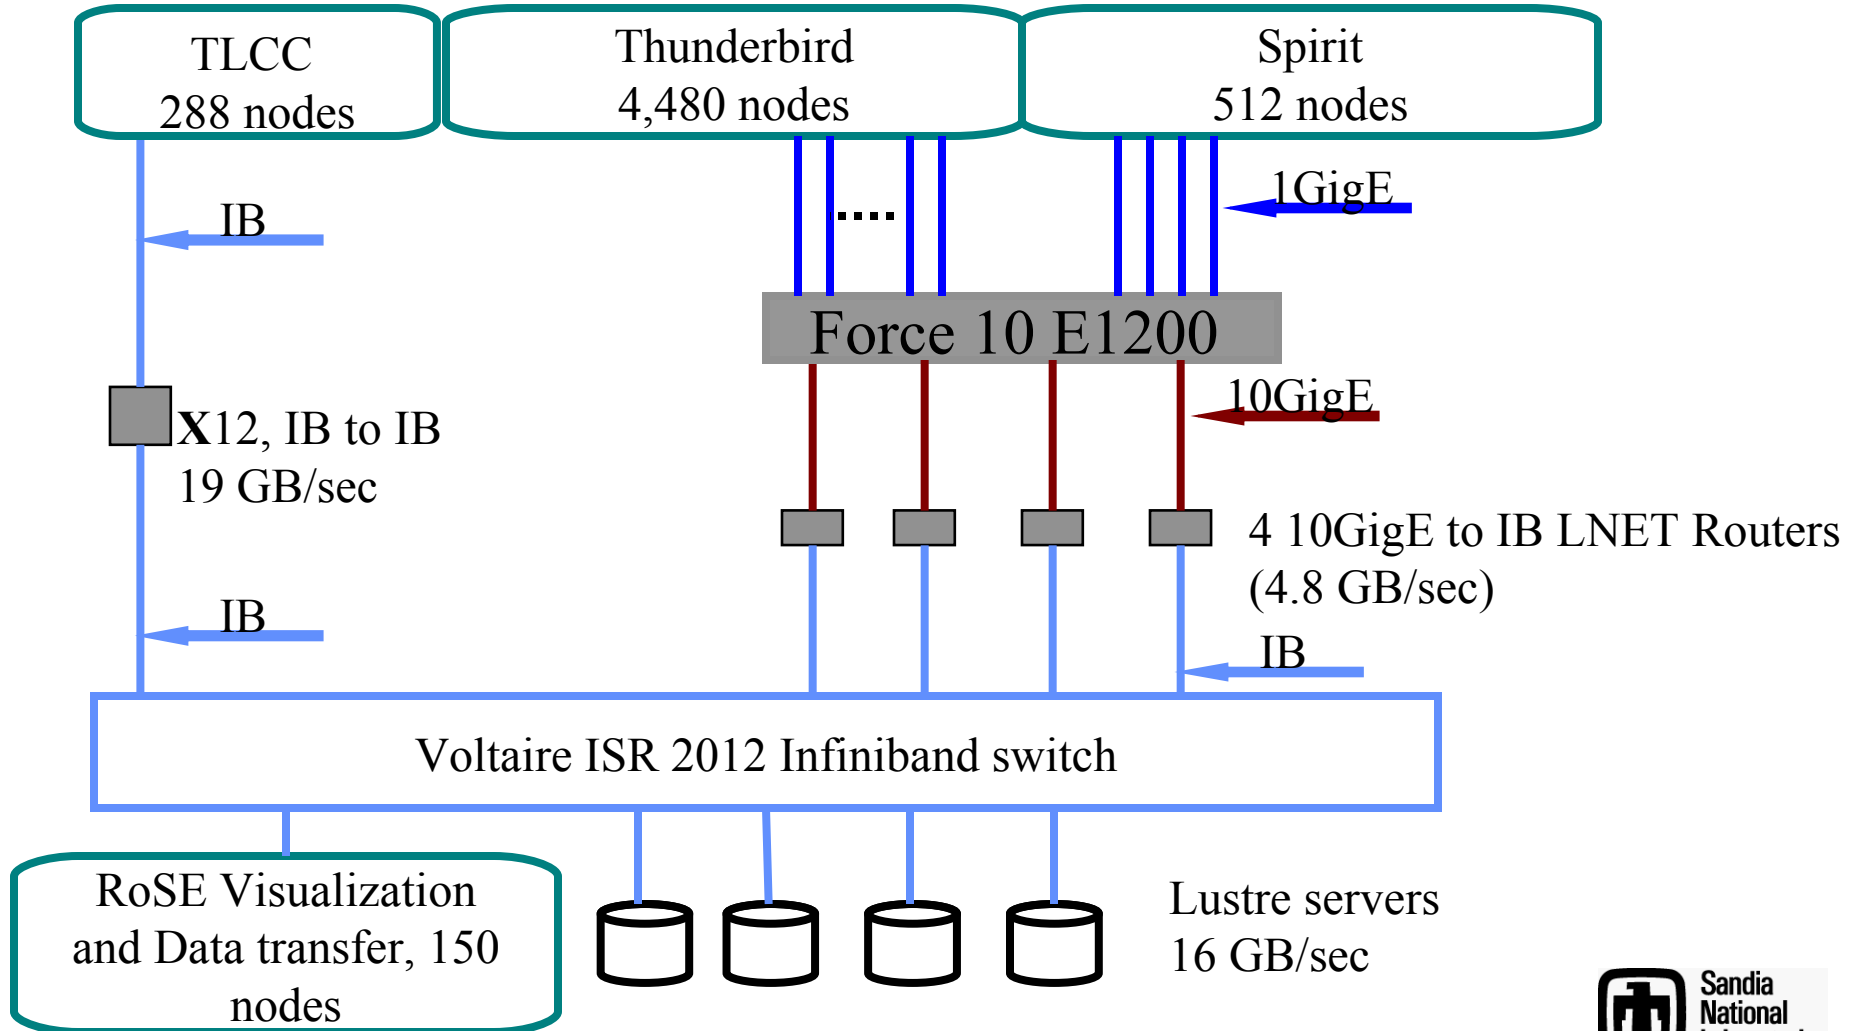 TLCC
288 nodes
Thunderbird
4,480 nodes
Spirit
512 nodes
1GigE
IB
Force 10 E1200
10GigE
X12, IB to IB
19 GB/sec
4 10GigE to IB LNET Routers
(4.8 GB/sec)
IB
IB
Voltaire ISR 2012 Infiniband switch
RoSE Visualization
and Data transfer, 150
nodes
Lustre servers
16 GB/sec
Sandia
National